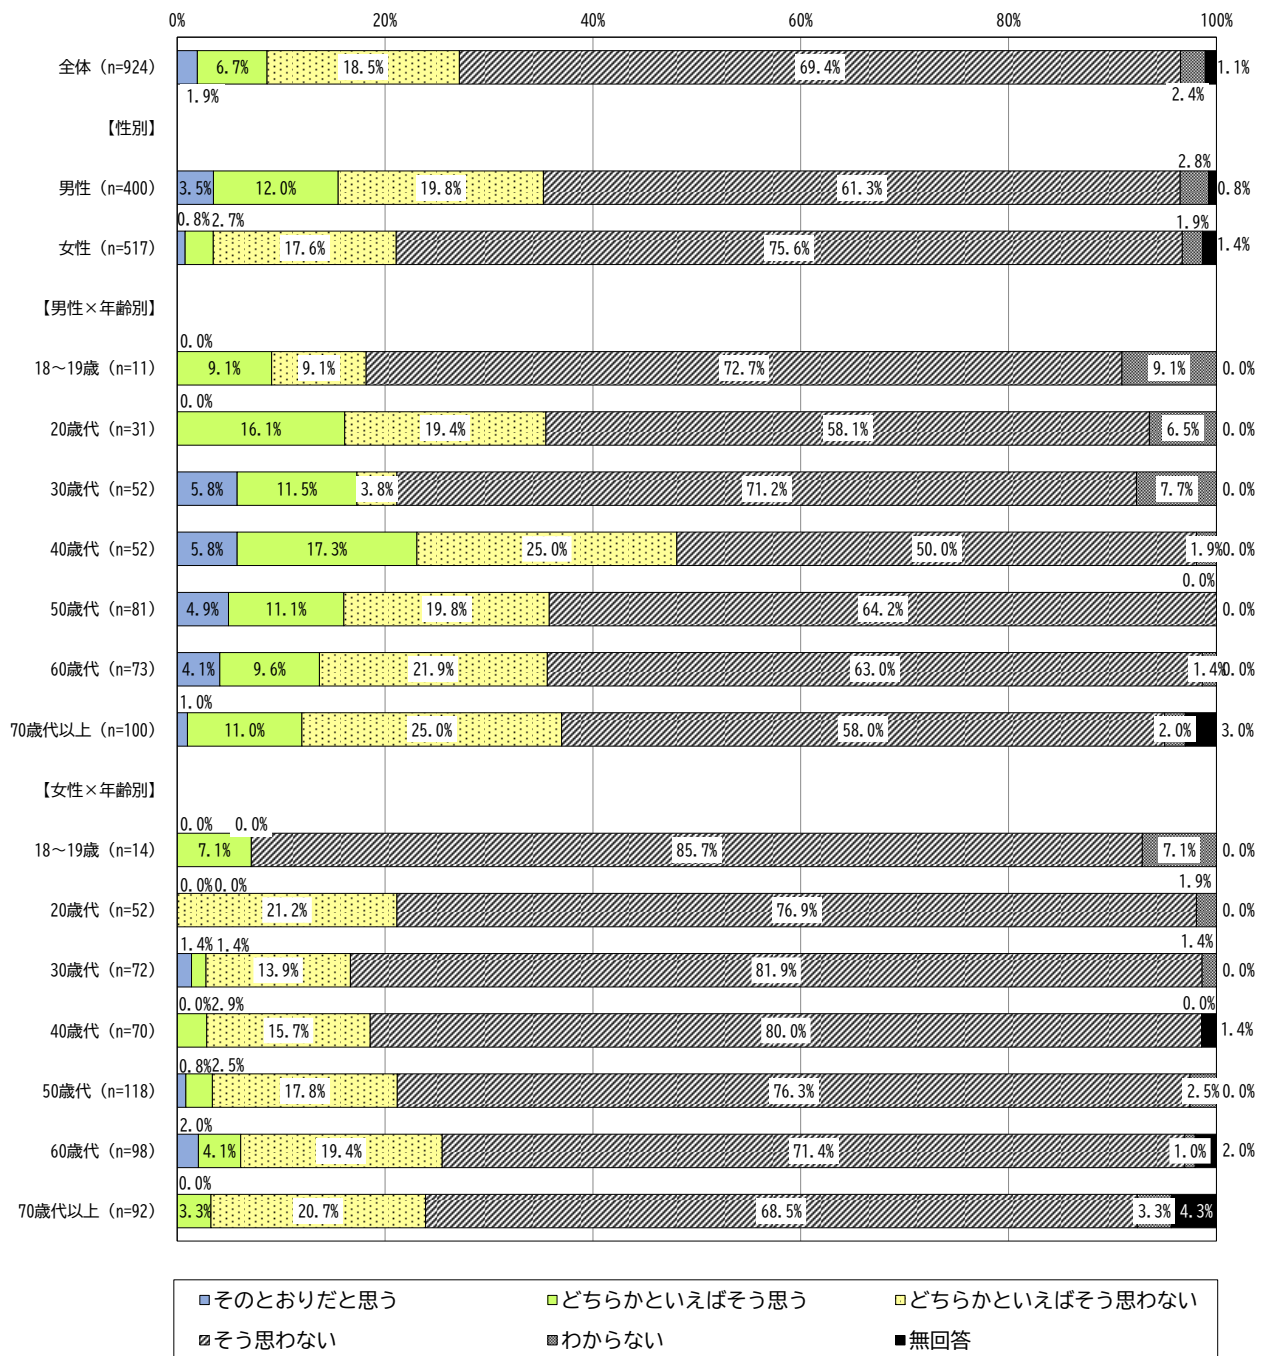 0% 20% 40% 60% 80% 100%
全体（n=924） 6.7% 18.5% 69.4% 1.1%
1.9% 2.4%
【性別】
2.8%
男性（n=400） 3.5% 12.0% 19.8% 61.3% 0.8%
0.8% 2.7% 1.9%
女性（n=517） 17.6% 75.6% 1.4%
【男性×年齢別】
0.0%
18～19歳（n=11） 9.1% 9.1% 72.7% 9.1% 0.0%
0.0%
20歳代（n=31） 16.1% 19.4% 58.1% 6.5% 0.0%
30歳代（n=52） 5.8% 11.5% 3.8% 71.2% 7.7% 0.0%
40歳代（n=52） 5.8% 17.3% 25.0% 50.0% 1.9% 0.0%
0.0%
50歳代（n=81） 4.9% 11.1% 19.8% 64.2% 0.0%
60歳代（n=73） 4.1% 9.6% 21.9% 63.0% 1.4% 0.0%
1.0%
70歳代以上（n=100） 11.0% 25.0% 58.0% 2.0% 3.0%
【女性×年齢別】
0.0% 0.0%
18～19歳（n=14） 7.1% 85.7% 7.1% 0.0%
0.0% 0.0% 1.9%
20歳代（n=52） 21.2% 76.9% 0.0%
1.4% 1.4% 1.4%
30歳代（n=72） 13.9% 81.9% 0.0%
0.0% 2.9% 0.0%
40歳代（n=70） 15.7% 80.0% 1.4%
0.8% 2.5%
50歳代（n=118） 17.8% 76.3% 2.5% 0.0%
2.0%
60歳代（n=98） 4.1% 19.4% 71.4% 1.0% 2.0%
0.0%
70歳代以上（n=92） 3.3% 20.7% 68.5% 3.3% 4.3%
そのとおりだと思う どちらかといえばそう思う どちらかといえばそう思わない
そう思わない わからない 無回答